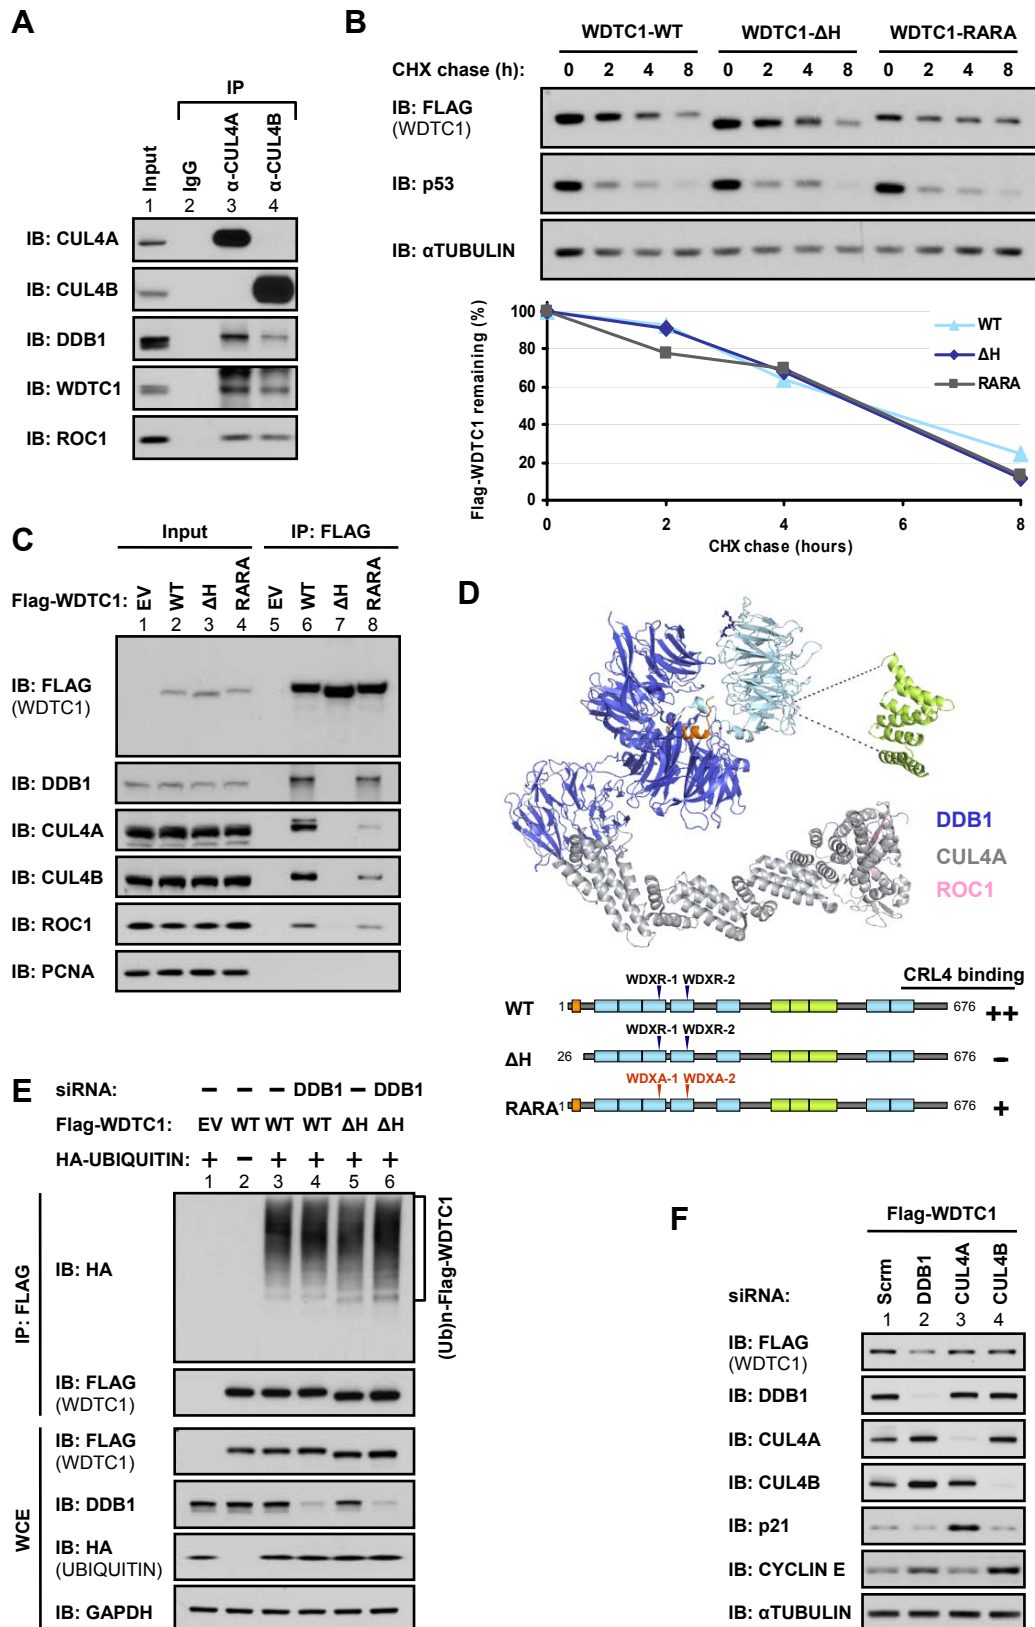 A
IP
Input
IgG
α-CUL4A
α-CUL4B
1 2 3 4
IB: CUL4A
IB: CUL4B
IB: DDB1
IB: WDTC1
IB: ROC1
B
WDTC1-WT WDTC1-ΔH WDTC1-RARA
CHX chase (h): 0 2 4 8 0 2 4 8 0 2 4 8
IB: FLAG
(WDTC1)
IB: p53
IB: αTUBULIN
Flag-WDTC1 remaining (%)
100
80
60
40
20
0
0 2 4 6 8
CHX chase (hours)
WT
ΔH
RARA
C
Input IP: FLAG
Flag-WDTC1: EV WT ΔH RARA EV WT ΔH RARA
1 2 3 4 5 6 7 8
IB: FLAG
(WDTC1)
IB: DDB1
IB: CUL4A
IB: CUL4B
IB: ROC1
IB: PCNA
D
DDB1
CUL4A
ROC1
CRL4 binding
WDXR-1 WDXR-2
WT 1 676 ++
WDXR-1 WDXR-2
ΔH 26 676 −
WDXA-1 WDXA-2
RARA 1 676 +
E
siRNA: − − − DDB1 − DDB1
Flag-WDTC1: EV WT WT WT ΔH ΔH
HA-UBIQUITIN: + − + + + +
1 2 3 4 5 6
IP: FLAG
IB: HA
(Ub)n-Flag-WDTC1
IB: FLAG
(WDTC1)
WCE
IB: FLAG
(WDTC1)
IB: DDB1
IB: HA
(UBIQUITIN)
IB: GAPDH
F
Flag-WDTC1
siRNA: Scrm DDB1 CUL4A CUL4B
1 2 3 4
IB: FLAG
(WDTC1)
IB: DDB1
IB: CUL4A
IB: CUL4B
IB: p21
IB: CYCLIN E
IB: αTUBULIN